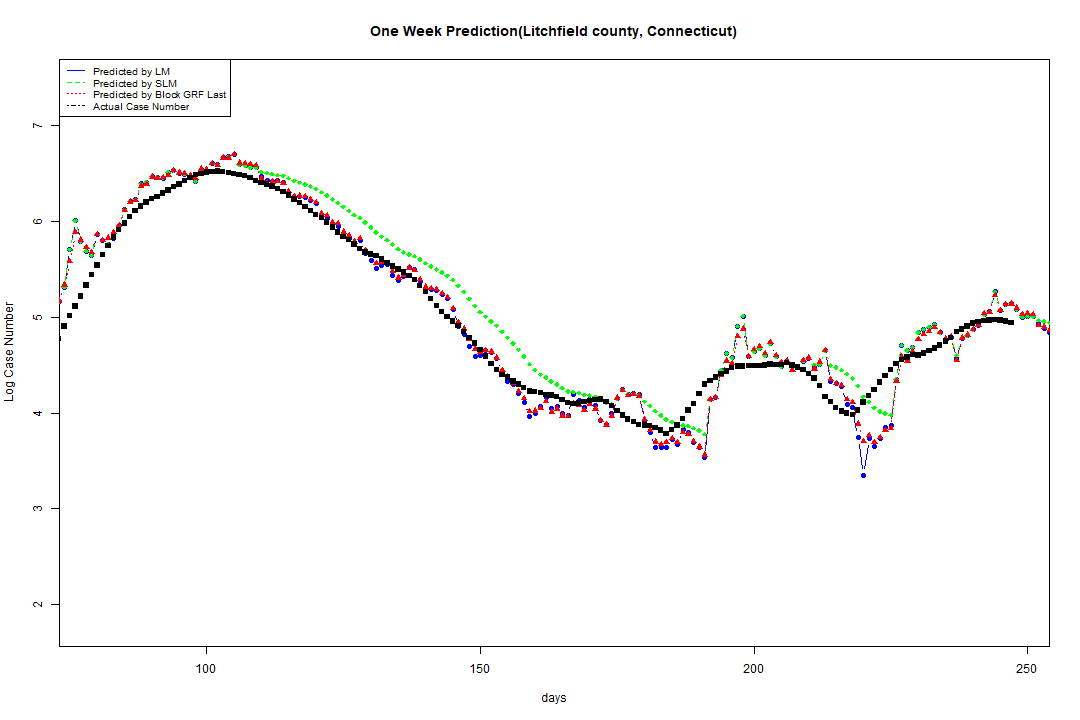 One Week Prediction(Litchfield county, Connecticut)
Predicted by LM
Predicted by SLM
Predicted by Block GRF Last
Actual Case Number
Log Case Number
7
6
5
4
3
2
100 150 200 250
days